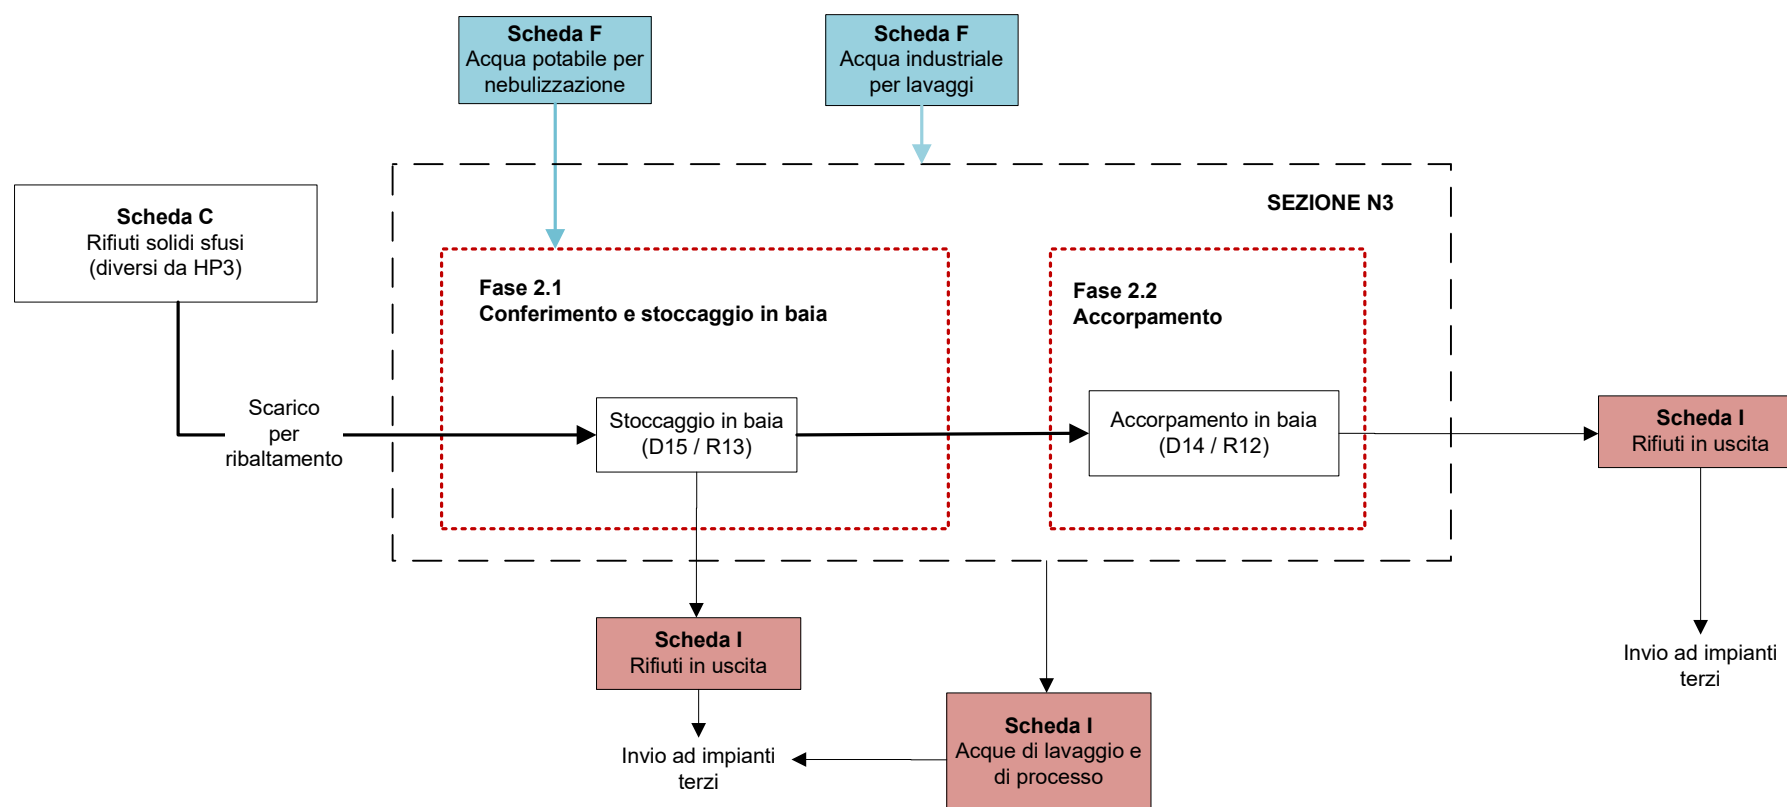 Scheda F
Acqua potabile per
nebulizzazione
Scheda F
Acqua industriale
per lavaggi
SEZIONE N3
Scheda C
Rifiuti solidi sfusi
(diversi da HP3)
Fase 2.1
Conferimento e stoccaggio in baia
Fase 2.2
Accorpamento
Scarico
per
ribaltamento
Stoccaggio in baia
(D15 / R13)
Accorpamento in baia
(D14 / R12)
Scheda I
Rifiuti in uscita
Scheda I
Rifiuti in uscita
Invio ad impianti
terzi
Scheda I
Acque di lavaggio e
di processo
Invio ad impianti
terzi